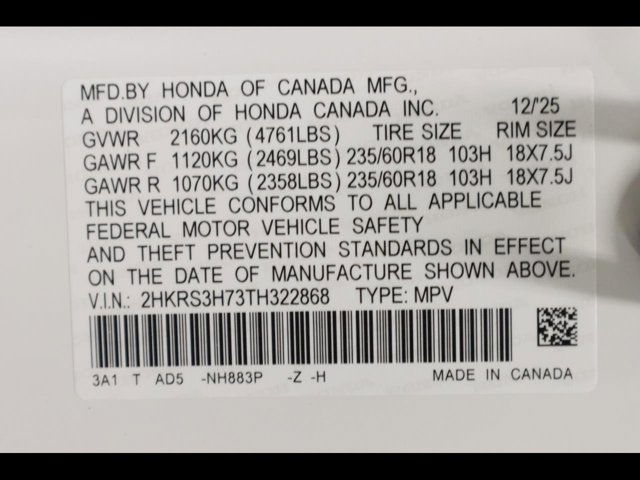 MFD.BY HONDA OF CANADA MFG.,
A DIVISION OF HONDA CANADA INC. 12/'25
GVWR 2160KG (4761LBS) TIRE SIZE RIM SIZE
GAWR F 1120KG (2469LBS) 235/60R18 103H 18X7.5J
GAWR R 1070KG (2358LBS) 235/60R18 103H 18X7.5J
THIS VEHICLE CONFORMS TO ALL APPLICABLE
FEDERAL MOTOR VEHICLE SAFETY
AND THEFT PREVENTION STANDARDS IN EFFECT
ON THE DATE OF MANUFACTURE SHOWN ABOVE.
V.I.N.: 2HKRS3H73TH322868 TYPE: MPV
3A1 T AD5 -NH883P -Z -H MADE IN CANADA